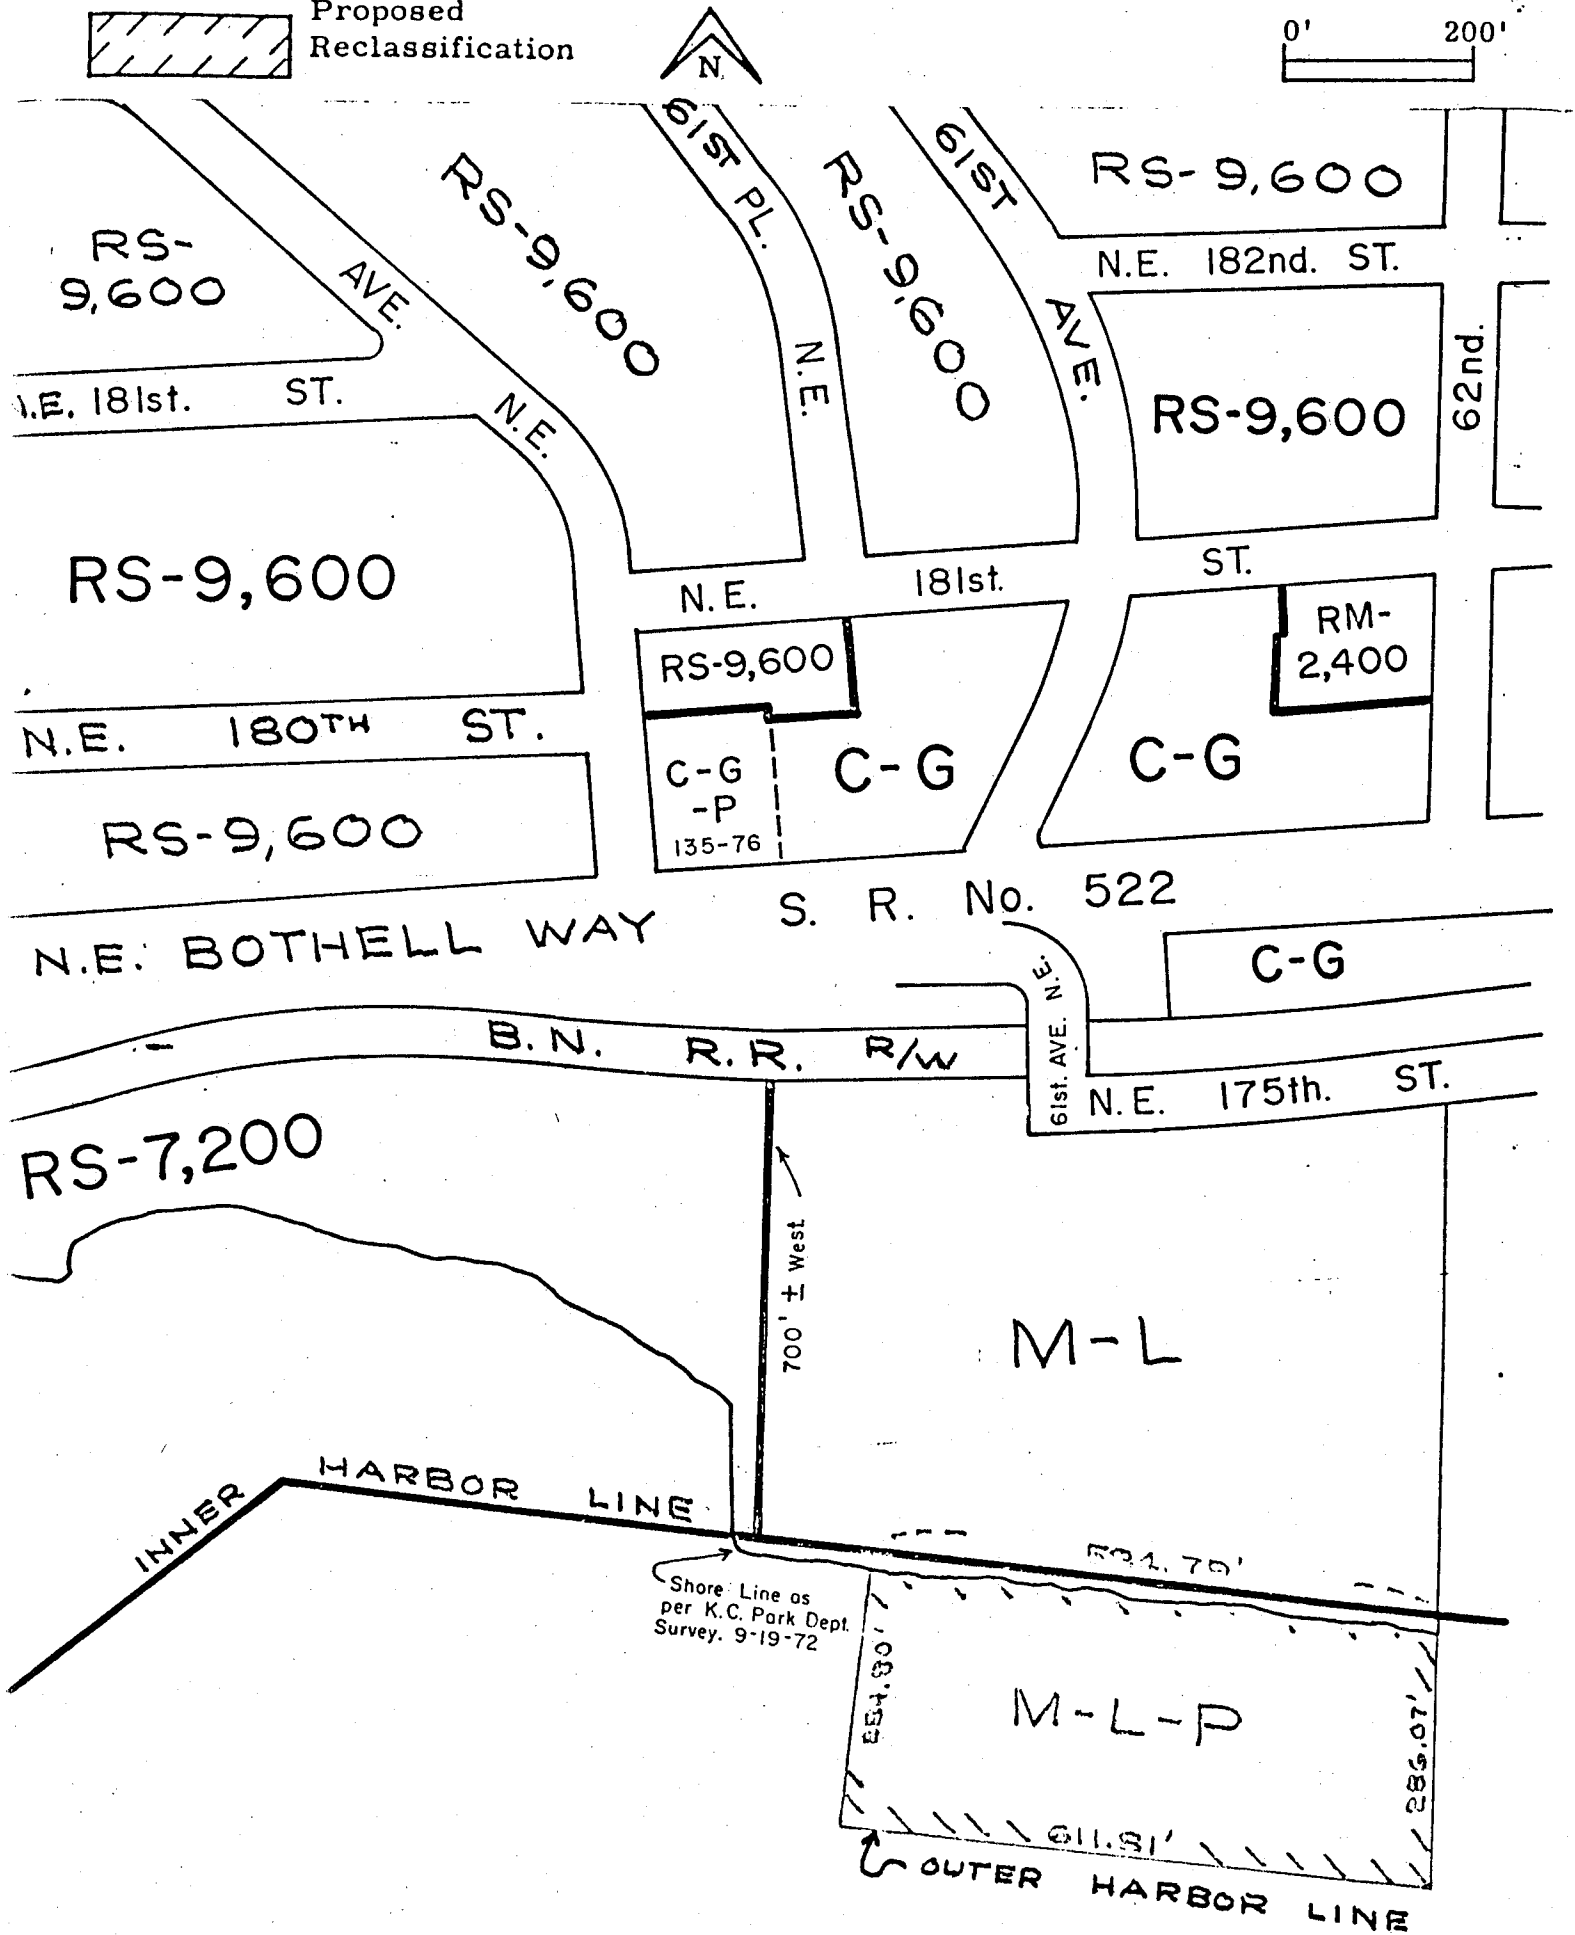 Proposed
Reclassification
N
0' 200'
61ST PL. N.E.
61ST AVE.
RS-9,600
RS-9,600
RS-9,600
RS-
9,600
AVE. N.E.
N.E. 182nd. ST.
62nd.
RS-9,600
.E. 181st. ST.
RS-9,600
N.E. 181st. ST.
RS-9,600
RM-
2,400
N.E. 180TH ST.
C-G
-P
135-76
C-G
C-G
RS-9,600
S. R. No. 522
N.E. BOTHELL WAY
C-G
61st. AVE. N.E.
B.N. R.R. R/W
N.E. 175th. ST.
RS-7,200
700' ± West
M-L
INNER HARBOR LINE
Shore Line as
per K.C. Park Dept.
Survey. 9-19-72
M-L-P
286.07'
611.81'
OUTER HARBOR LINE